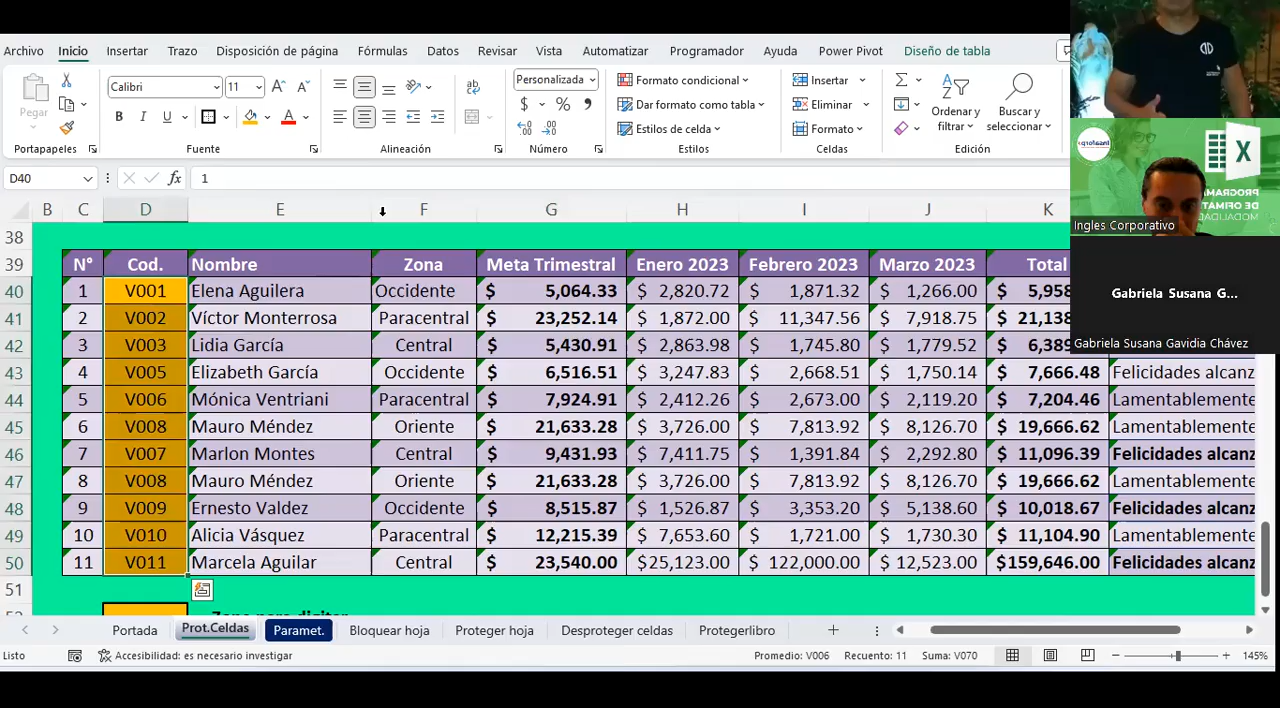 Archivo Inicio Insertar Trazo Disposición de página Fórmulas Datos Revisar Vista Automatizar Programador Ayuda Power Pivot Diseño de tabla
Pegar
Portapapeles
Calibri 11
N I S
Fuente
Alineación
Personalizada
$ % 
Número
Formato condicional
Dar formato como tabla
Estilos de celda
Estilos
Insertar
Eliminar
Formato
Celdas
Ordenar y filtrar
Buscar y seleccionar
Edición
D40 fx 1
B C D E F G H I J K
38
39 N° Cod. Nombre Zona Meta Trimestral Enero 2023 Febrero 2023 Marzo 2023 Total
40 1 V001 Elena Aguilera Occidente $ 5,064.33 $ 2,820.72 $ 1,871.32 $ 1,266.00 $ 5,958
41 2 V002 Víctor Monterrosa Paracentral $ 23,252.14 $ 1,872.00 $ 11,347.56 $ 7,918.75 $ 21,138
42 3 V003 Lidia García Central $ 5,430.91 $ 2,863.98 $ 1,745.80 $ 1,779.52 $ 6,389
43 4 V005 Elizabeth García Occidente $ 6,516.51 $ 3,247.83 $ 2,668.51 $ 1,750.14 $ 7,666.48 Felicidades alcanz
44 5 V006 Mónica Ventriani Paracentral $ 7,924.91 $ 2,412.26 $ 2,673.00 $ 2,119.20 $ 7,204.46 Lamentablemente
45 6 V008 Mauro Méndez Oriente $ 21,633.28 $ 3,726.00 $ 7,813.92 $ 8,126.70 $ 19,666.62 Lamentablemente
46 7 V007 Marlon Montes Central $ 9,431.93 $ 7,411.75 $ 1,391.84 $ 2,292.80 $ 11,096.39 Felicidades alcanz
47 8 V008 Mauro Méndez Oriente $ 21,633.28 $ 3,726.00 $ 7,813.92 $ 8,126.70 $ 19,666.62 Lamentablemente
48 9 V009 Ernesto Valdez Occidente $ 8,515.87 $ 1,526.87 $ 3,353.20 $ 5,138.60 $ 10,018.67 Felicidades alcanz
49 10 V010 Alicia Vásquez Paracentral $ 12,215.39 $ 7,653.60 $ 1,721.00 $ 1,730.30 $ 11,104.90 Lamentablemente
50 11 V011 Marcela Aguilar Central $ 23,540.00 $25,123.00 $ 122,000.00 $ 12,523.00 $159,646.00 Felicidades alcanz
51
Portada Prot.Celdas Paramet. Bloquear hoja Proteger hoja Desproteger celdas Protegerlibro
Listo Accesibilidad: es necesario investigar Promedio: V006 Recuento: 11 Suma: V070 145%
PROGRAMA
DE OFIMAT
MODALIDAD
Ingles Corporativo
Gabriela Susana G...
Gabriela Susana Gavidia Chávez